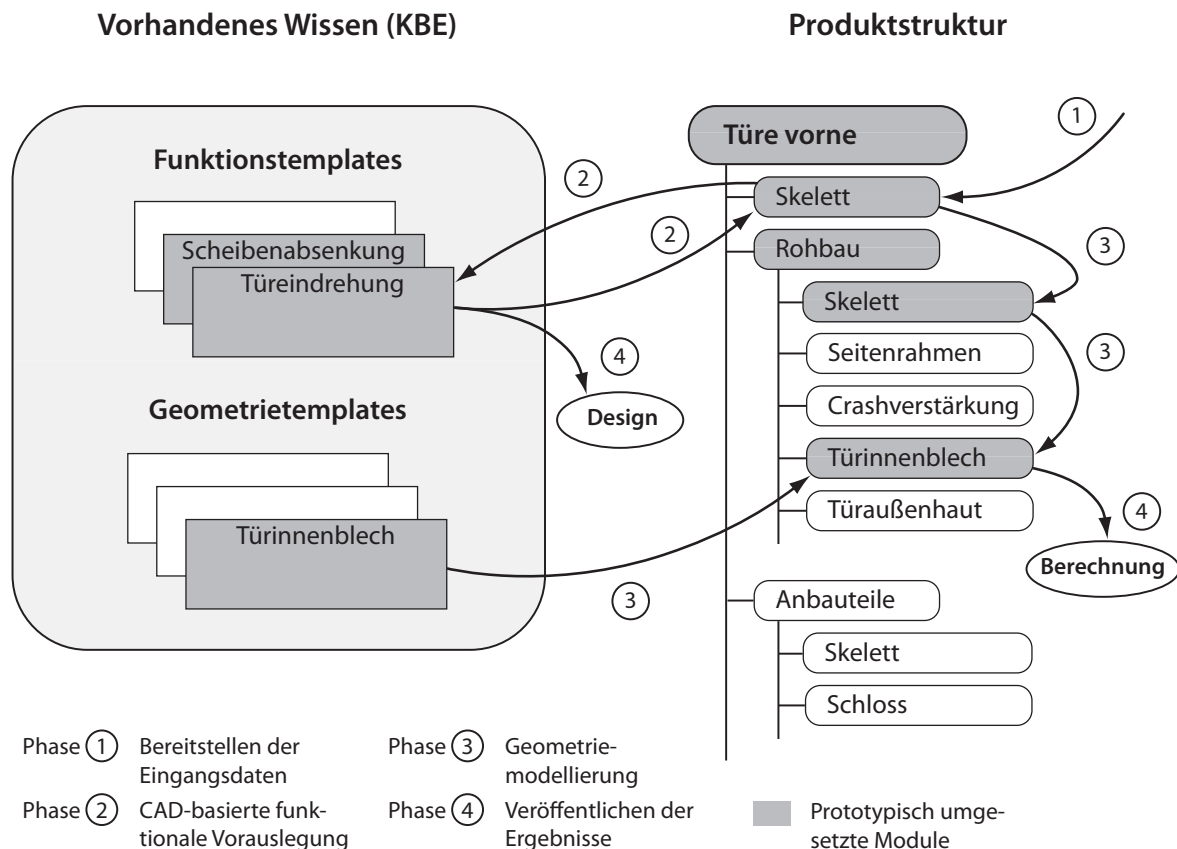 Vorhandenes Wissen (KBE)
Produktstruktur
Funktionstemplates
Scheibenabsenkung
Türeindrehung
Geometrietemplates
Türinnenblech
2
2
4
Design
3
Türe vorne
1
Skelett
Rohbau
3
Skelett
Seitenrahmen
3
Crashverstärkung
Türinnenblech
Türaußenhaut
4
Berechnung
Anbauteile
Skelett
Schloss
Phase 1 Bereitstellen der
Eingangsdaten
Phase 2 CAD-basierte funk-
tionale Vorauslegung
Phase 3 Geometrie-
modellierung
Phase 4 Veröffentlichen der
Ergebnisse
Prototypisch umge-
setzte Module